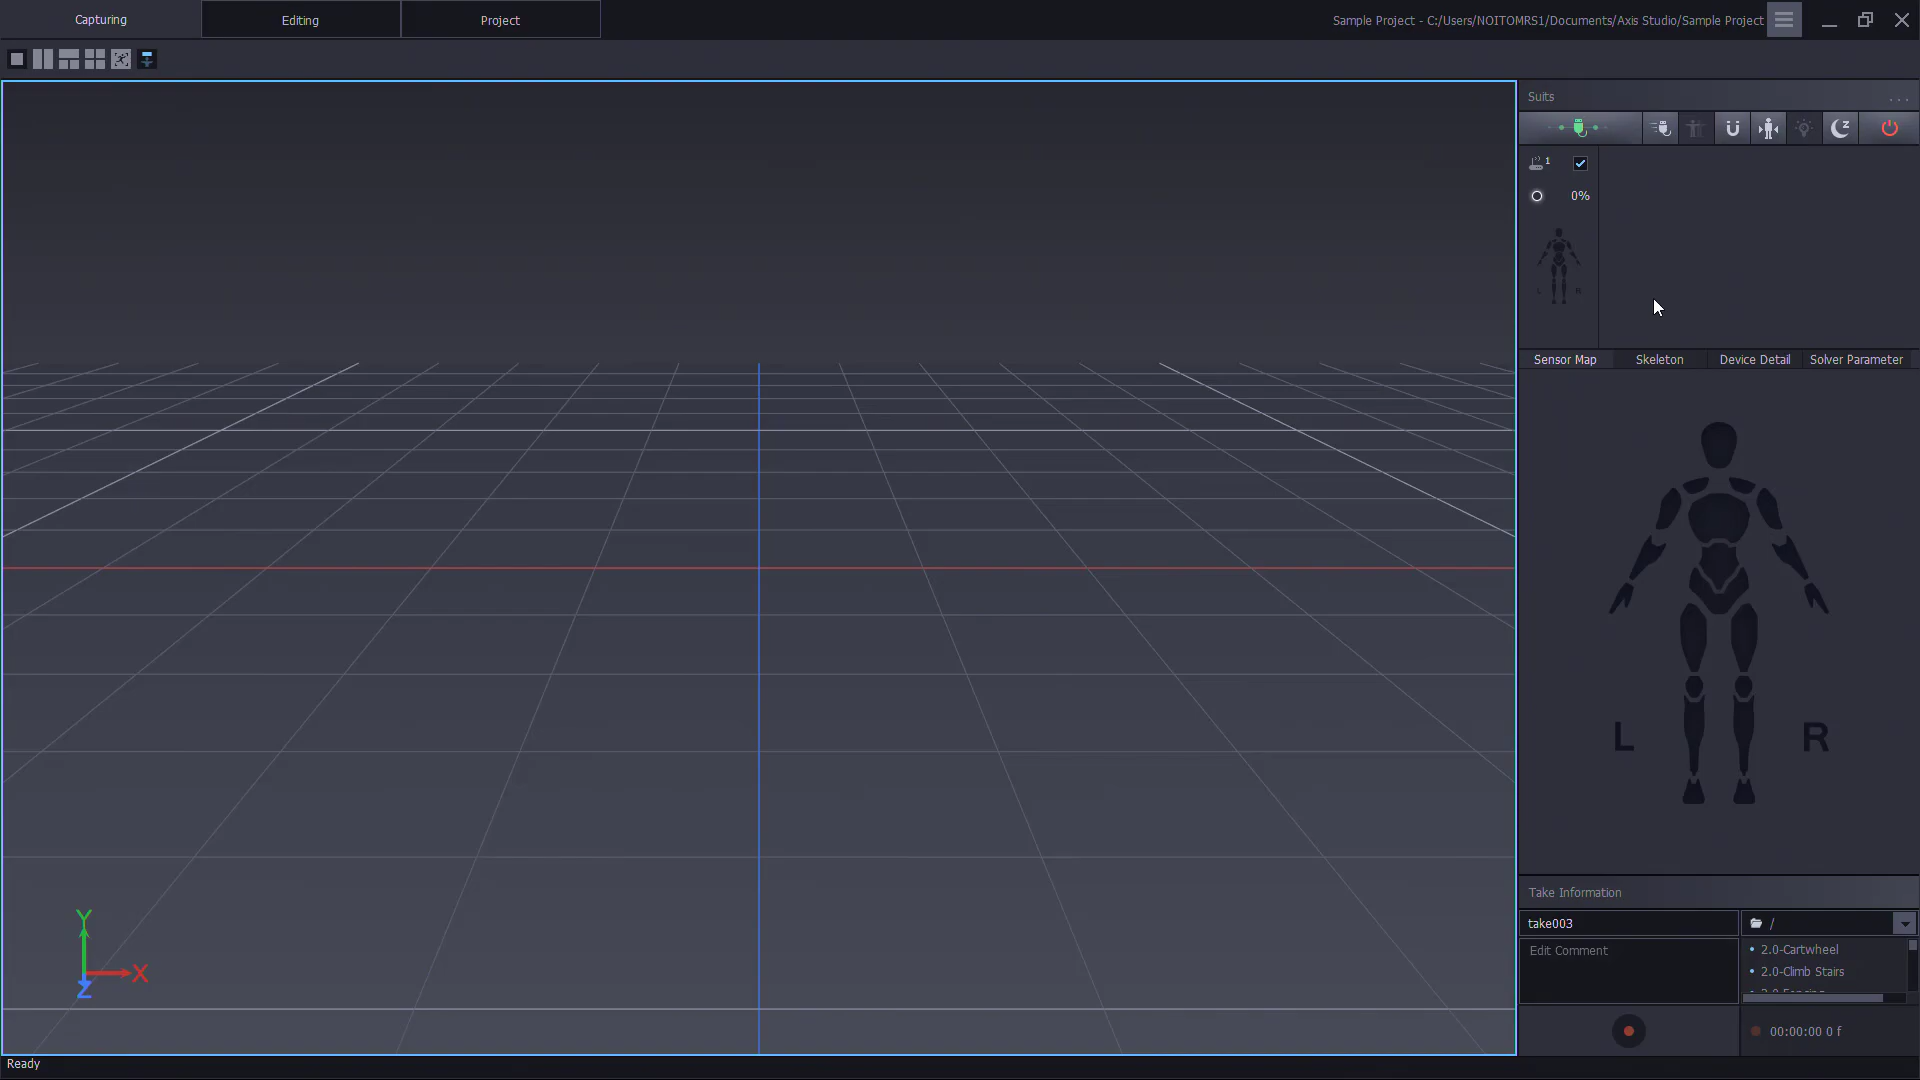 Capturing
Editing
Project
Sample Project - C:/Users/NOITOMRS1/Documents/Axis Studio/Sample Project
Suits
...
1
0%
L R
Sensor Map
Skeleton
Device Detail
Solver Parameter
L
R
Y
X
Z
Take Information
take003
/
Edit Comment
2.0-Cartwheel
2.0-Climb Stairs
00:00:00 0 f
Ready